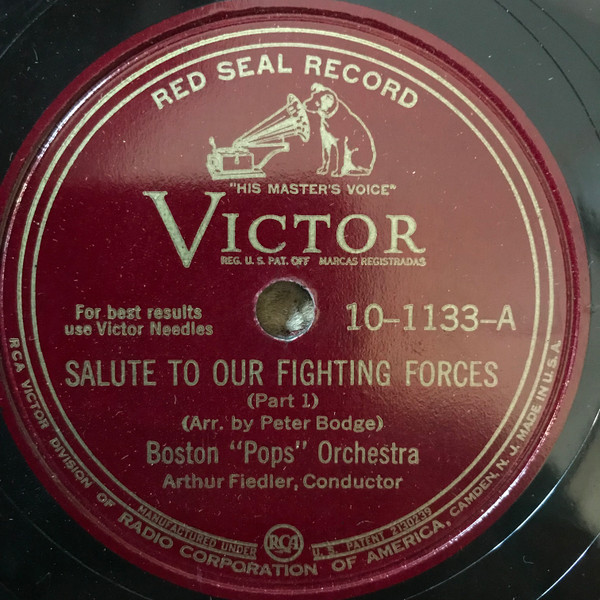 RED SEAL RECORD
"HIS MASTER'S VOICE"
VICTOR
REG. U. S. PAT. OFF MARCAS REGISTRADAS
For best results
use Victor Needles
10-1133-A
SALUTE TO OUR FIGHTING FORCES
(Part 1)
(Arr. by Peter Bodge)
Boston "Pops" Orchestra
Arthur Fiedler, Conductor
MANUFACTURED UNDER RCA U. S. PATENT 2130239
RCA VICTOR DIVISION OF RADIO CORPORATION OF AMERICA, CAMDEN, N. J. MADE IN U. S. A.